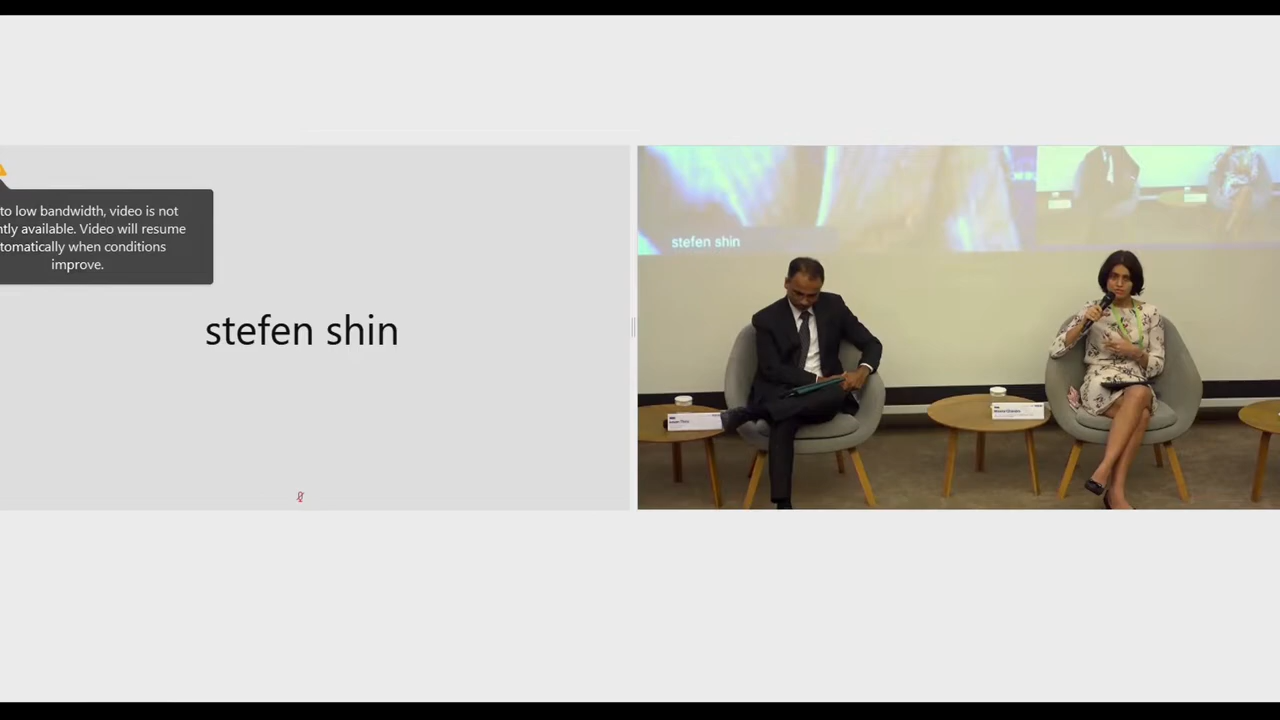 to low bandwidth, video is not
ntly available. Video will resume
tomatically when conditions
improve.
stefen shin
stefen shin